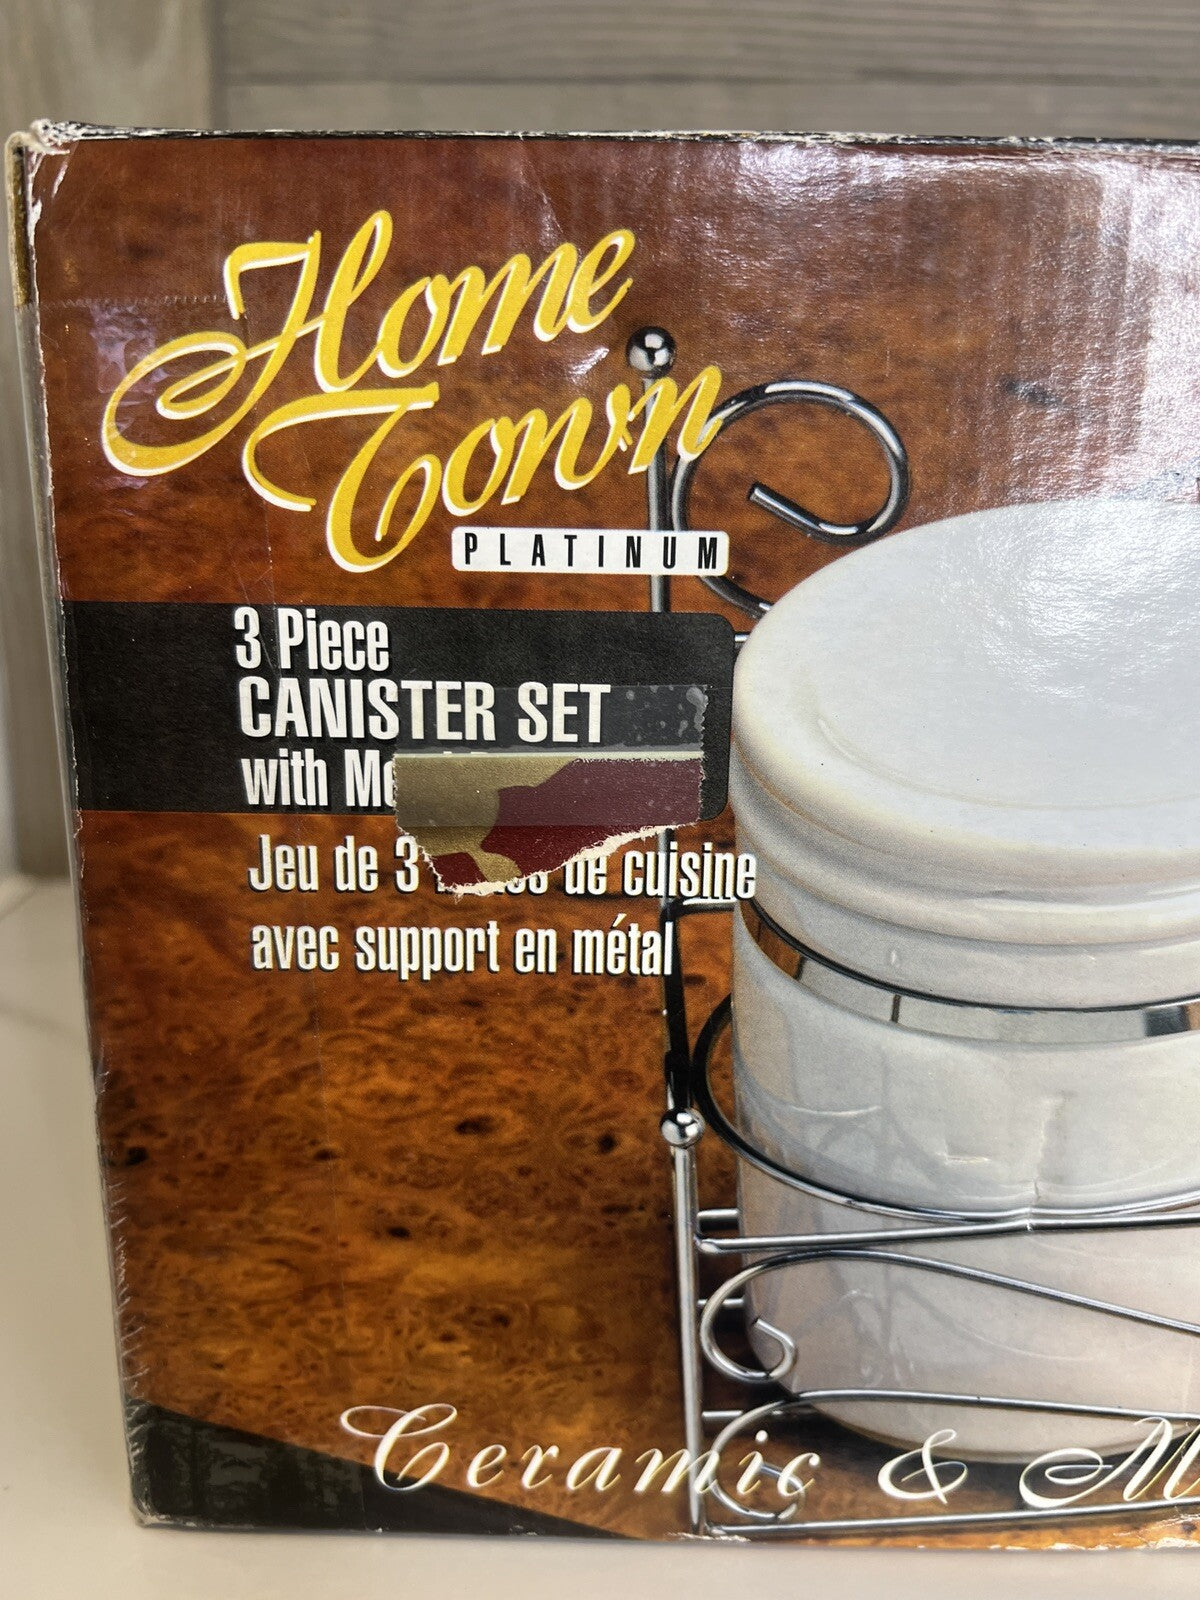 Home
Town
PLATINUM
3 Piece
CANISTER SET
with
Jeu de 3 de cuisine
avec support en métal
Ceramic &